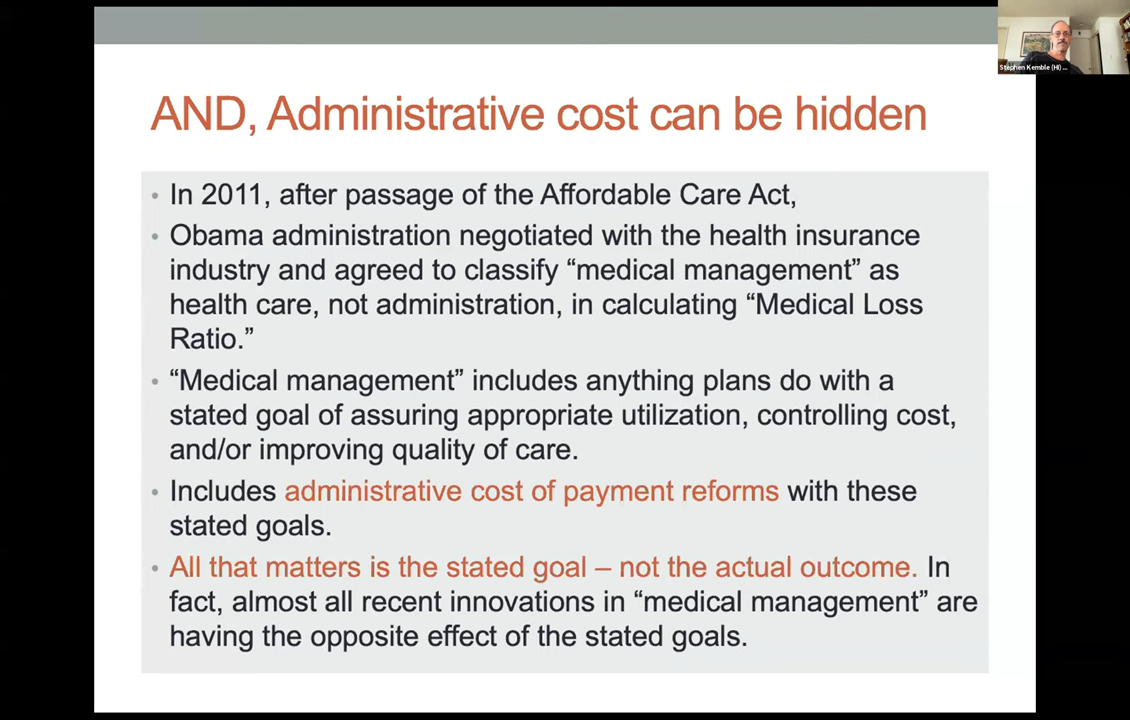 Stephen Kemble (HI) ...
AND, Administrative cost can be hidden
• In 2011, after passage of the Affordable Care Act,
• Obama administration negotiated with the health insurance
industry and agreed to classify “medical management” as
health care, not administration, in calculating “Medical Loss
Ratio.”
• “Medical management” includes anything plans do with a
stated goal of assuring appropriate utilization, controlling cost,
and/or improving quality of care.
• Includes administrative cost of payment reforms with these
stated goals.
• All that matters is the stated goal – not the actual outcome. In
fact, almost all recent innovations in “medical management” are
having the opposite effect of the stated goals.